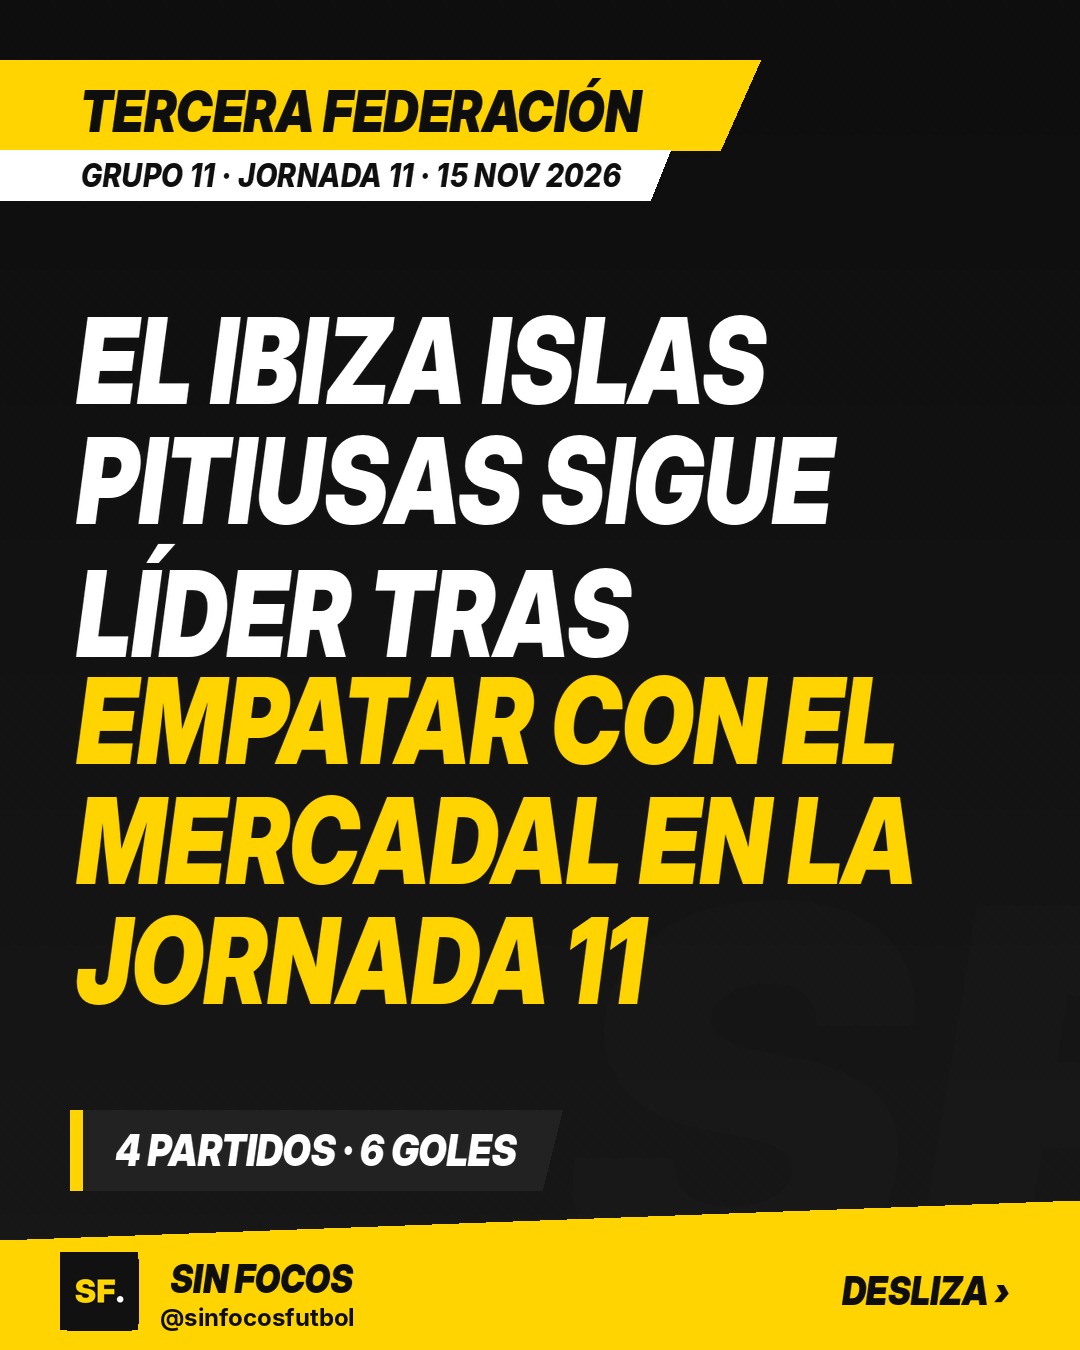 TERCERA FEDERACIÓN
GRUPO 11 · JORNADA 11 · 15 NOV 2026
EL IBIZA ISLAS
PITIUSAS SIGUE
LÍDER TRAS
EMPATAR CON EL
MERCADAL EN LA
JORNADA 11
4 PARTIDOS · 6 GOLES
SF.
SIN FOCOS
@sinfocosfutbol
DESLIZA ›